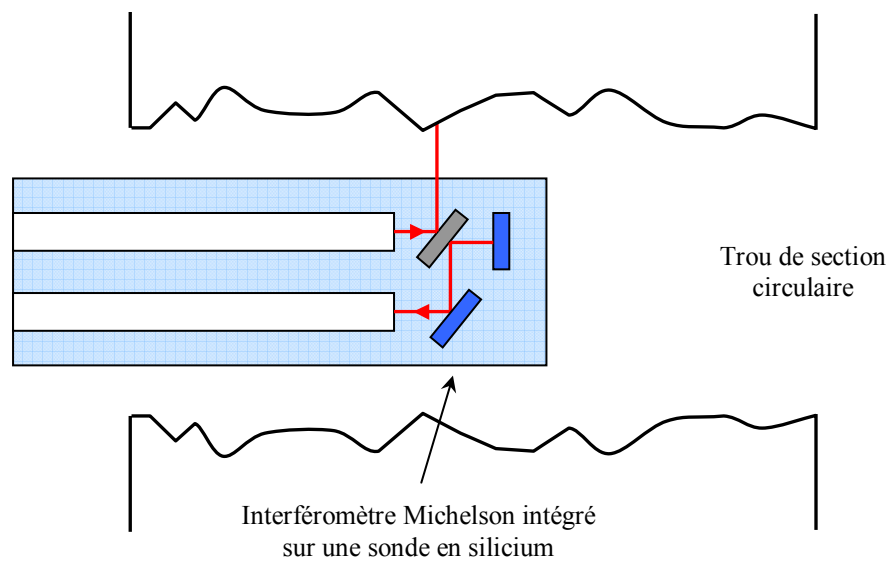 Trou de section
circulaire
Interféromètre Michelson intégré
sur une sonde en silicium